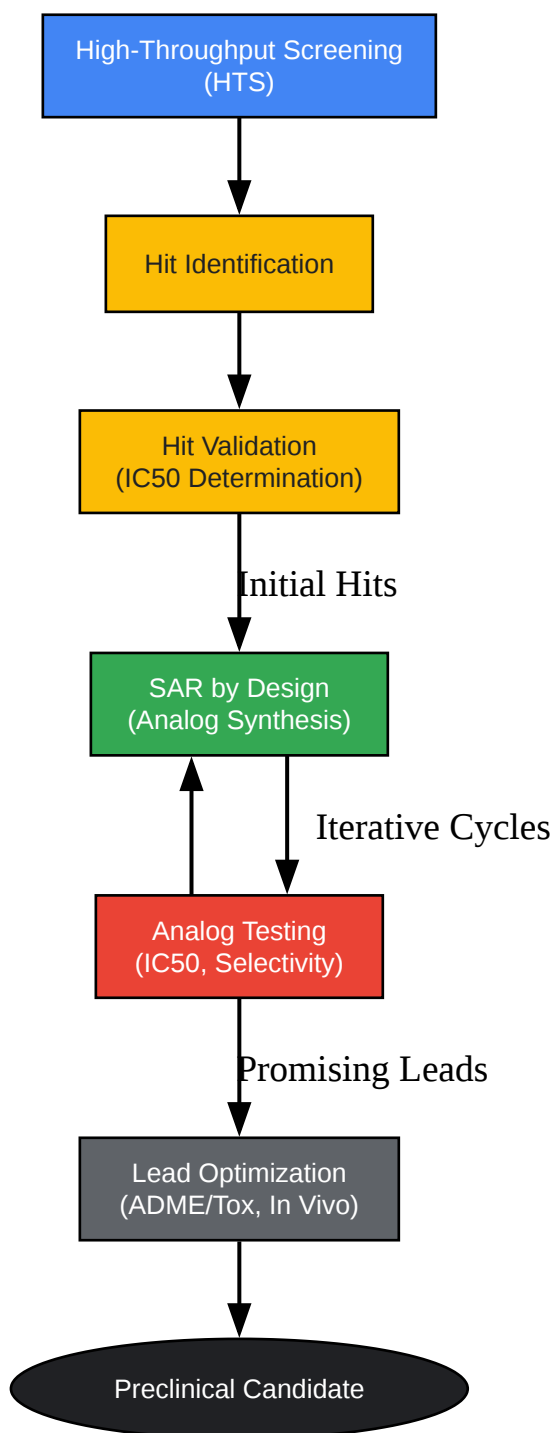 High-Throughput Screening
(HTS)
Hit Identification
Hit Validation
(IC50 Determination)
Initial Hits
SAR by Design
(Analog Synthesis)
Iterative Cycles
Analog Testing
(IC50, Selectivity)
Promising Leads
Lead Optimization
(ADME/Tox, In Vivo)
Preclinical Candidate